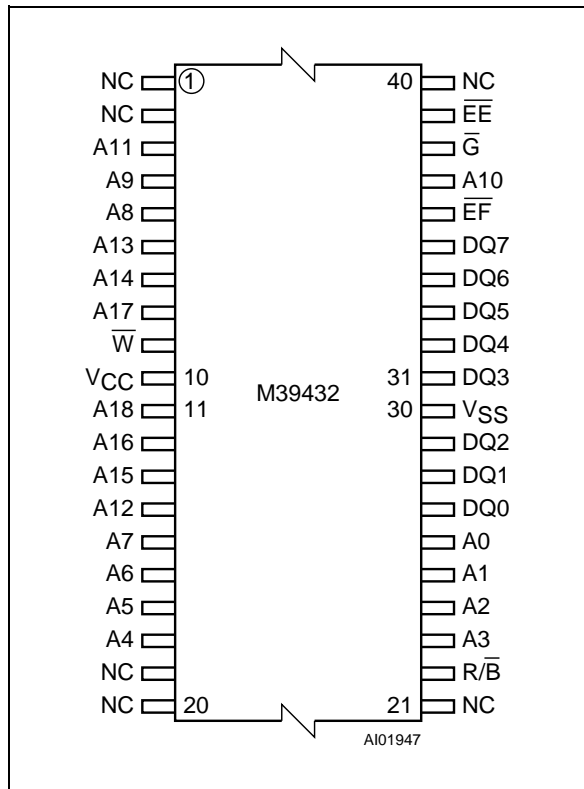 NC ① 40 NC
NC E̅E̅
A11 G̅
A9 A10
A8 E̅F̅
A13 DQ7
A14 DQ6
A17 DQ5
W̅ DQ4
VCC 10 31 DQ3
M39432
A18 11 30 VSS
A16 DQ2
A15 DQ1
A12 DQ0
A7 A0
A6 A1
A5 A2
A4 A3
NC R/B̅
NC 20 21 NC
AI01947